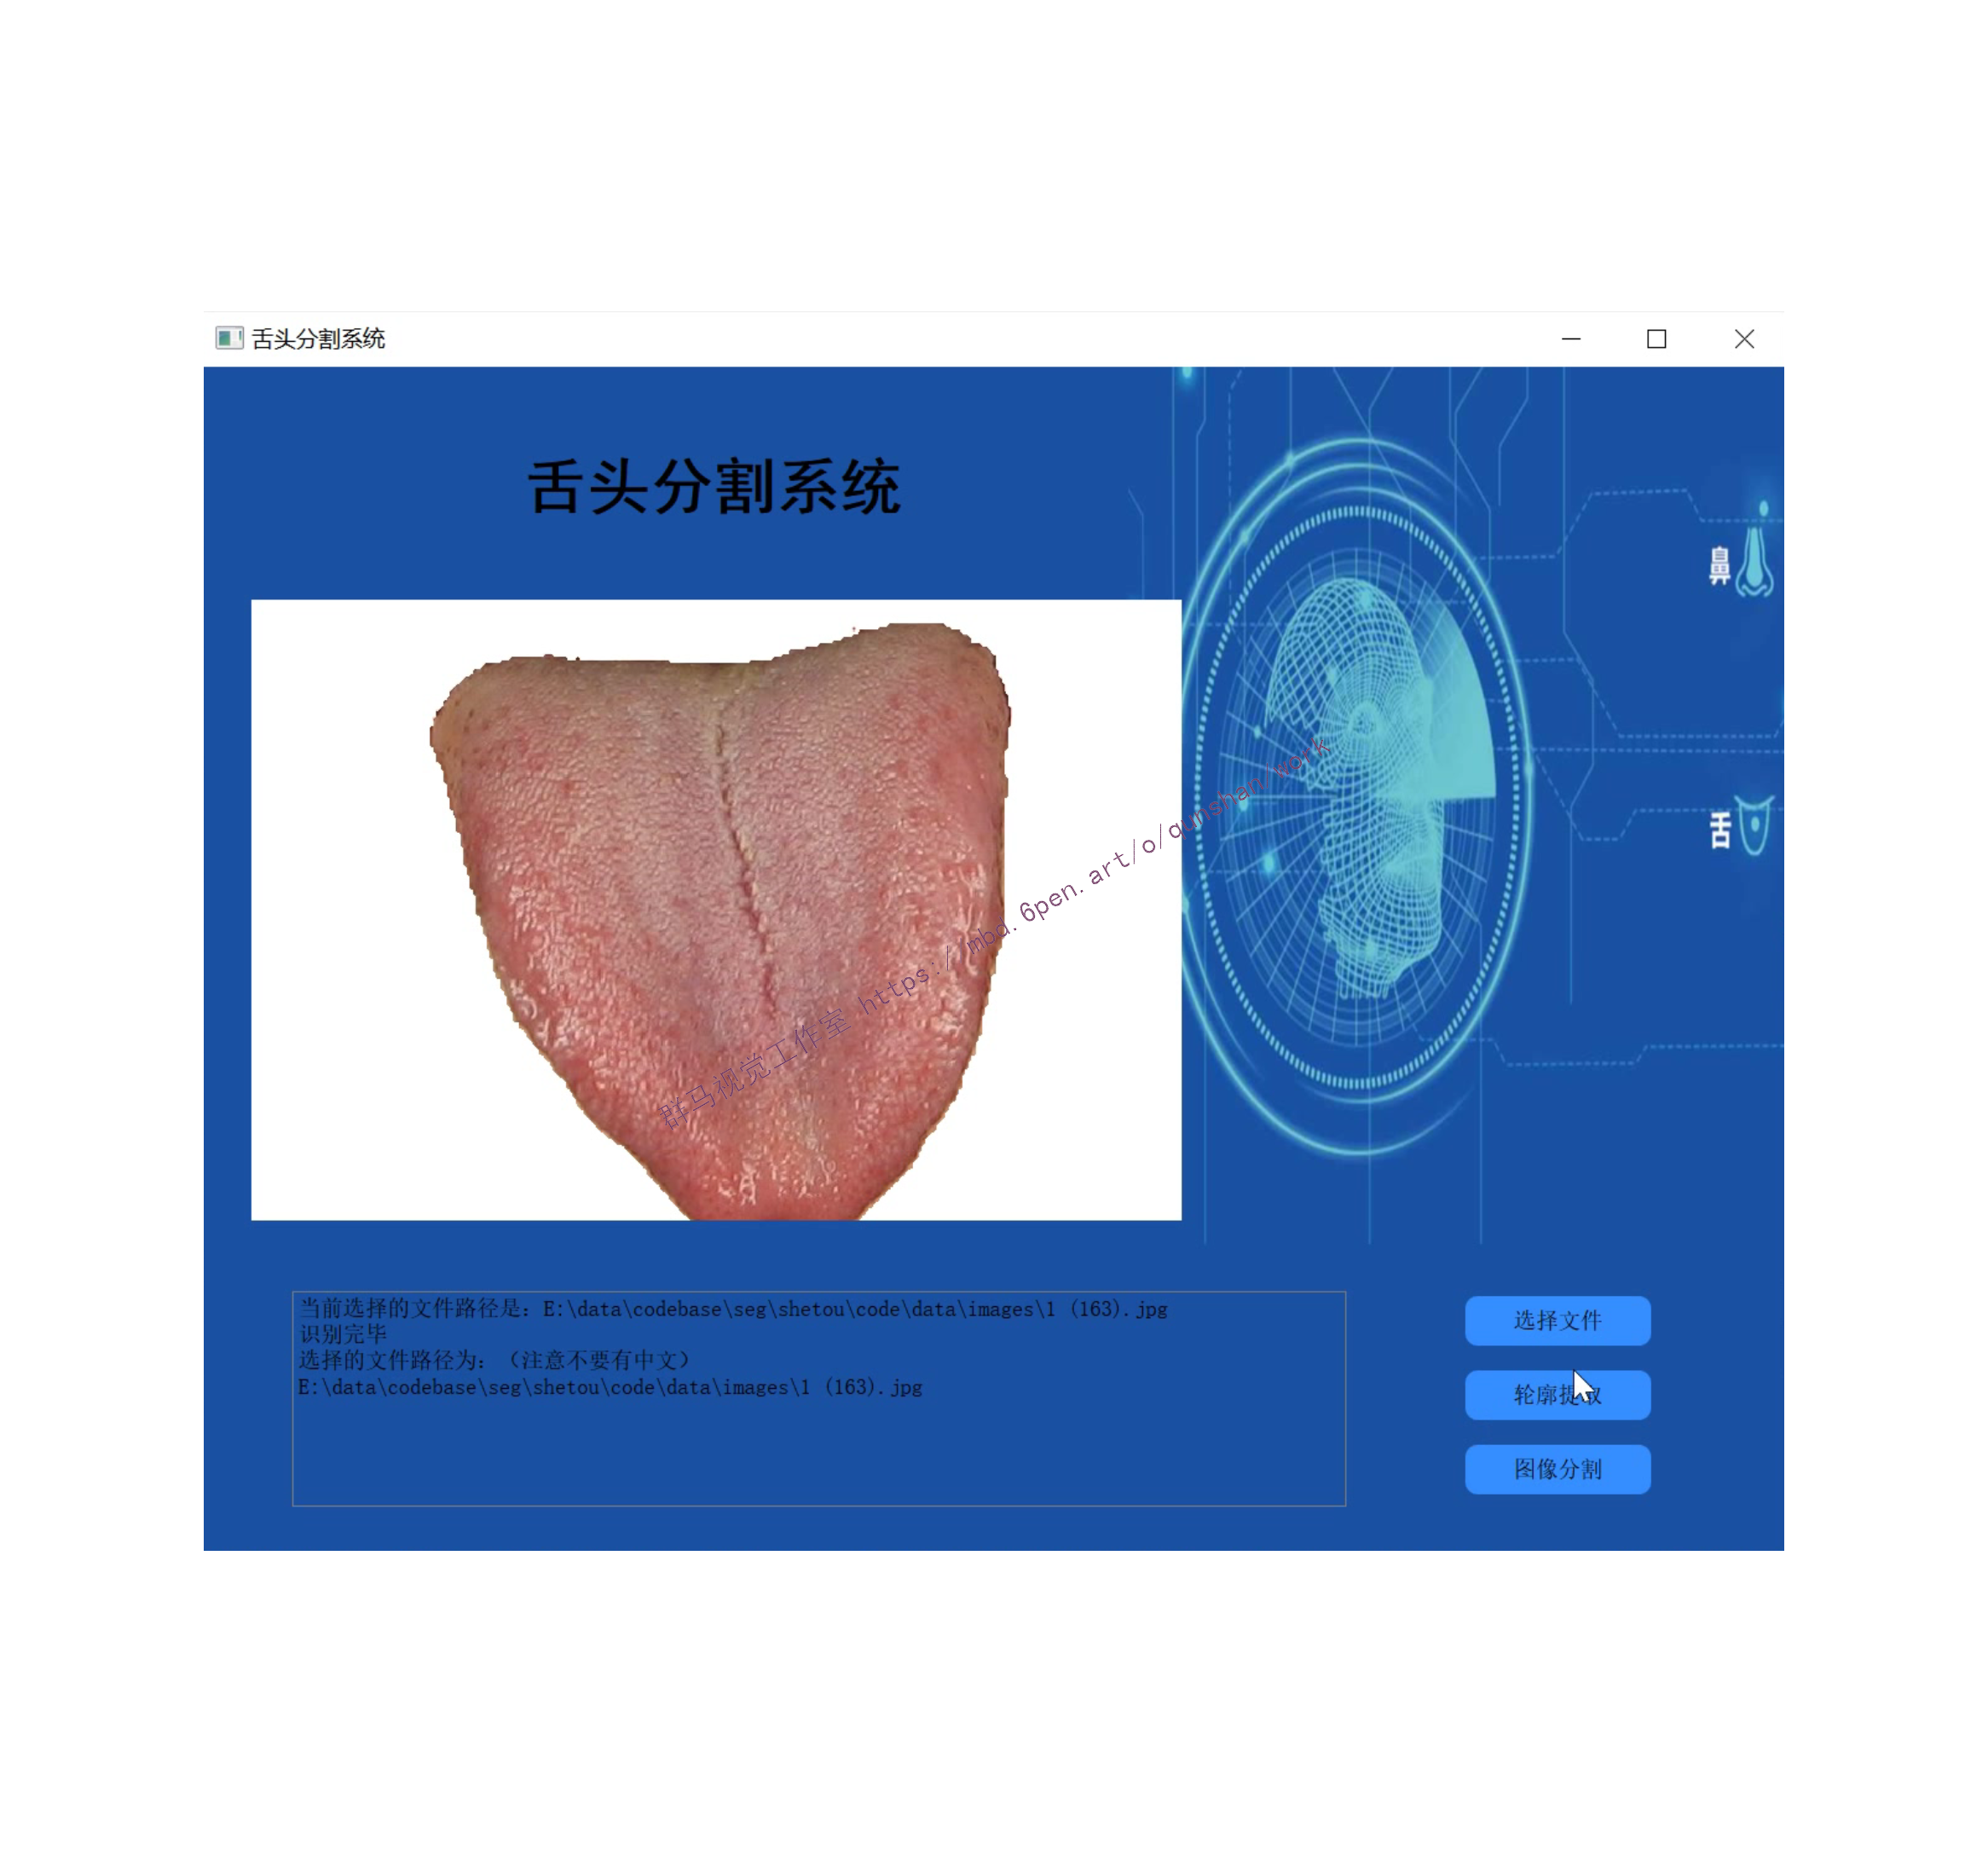 舌头分割系统
舌头分割系统
鼻
舌
群马视觉工作室 https://mbd.6pen.art/o/qunshan/work
当前选择的文件路径是：E:\data\codebase\seg\shetou\code\data\images\1 (163).jpg
识别完毕
选择的文件路径为：（注意不要有中文）
E:\data\codebase\seg\shetou\code\data\images\1 (163).jpg
选择文件
轮廓提取
图像分割